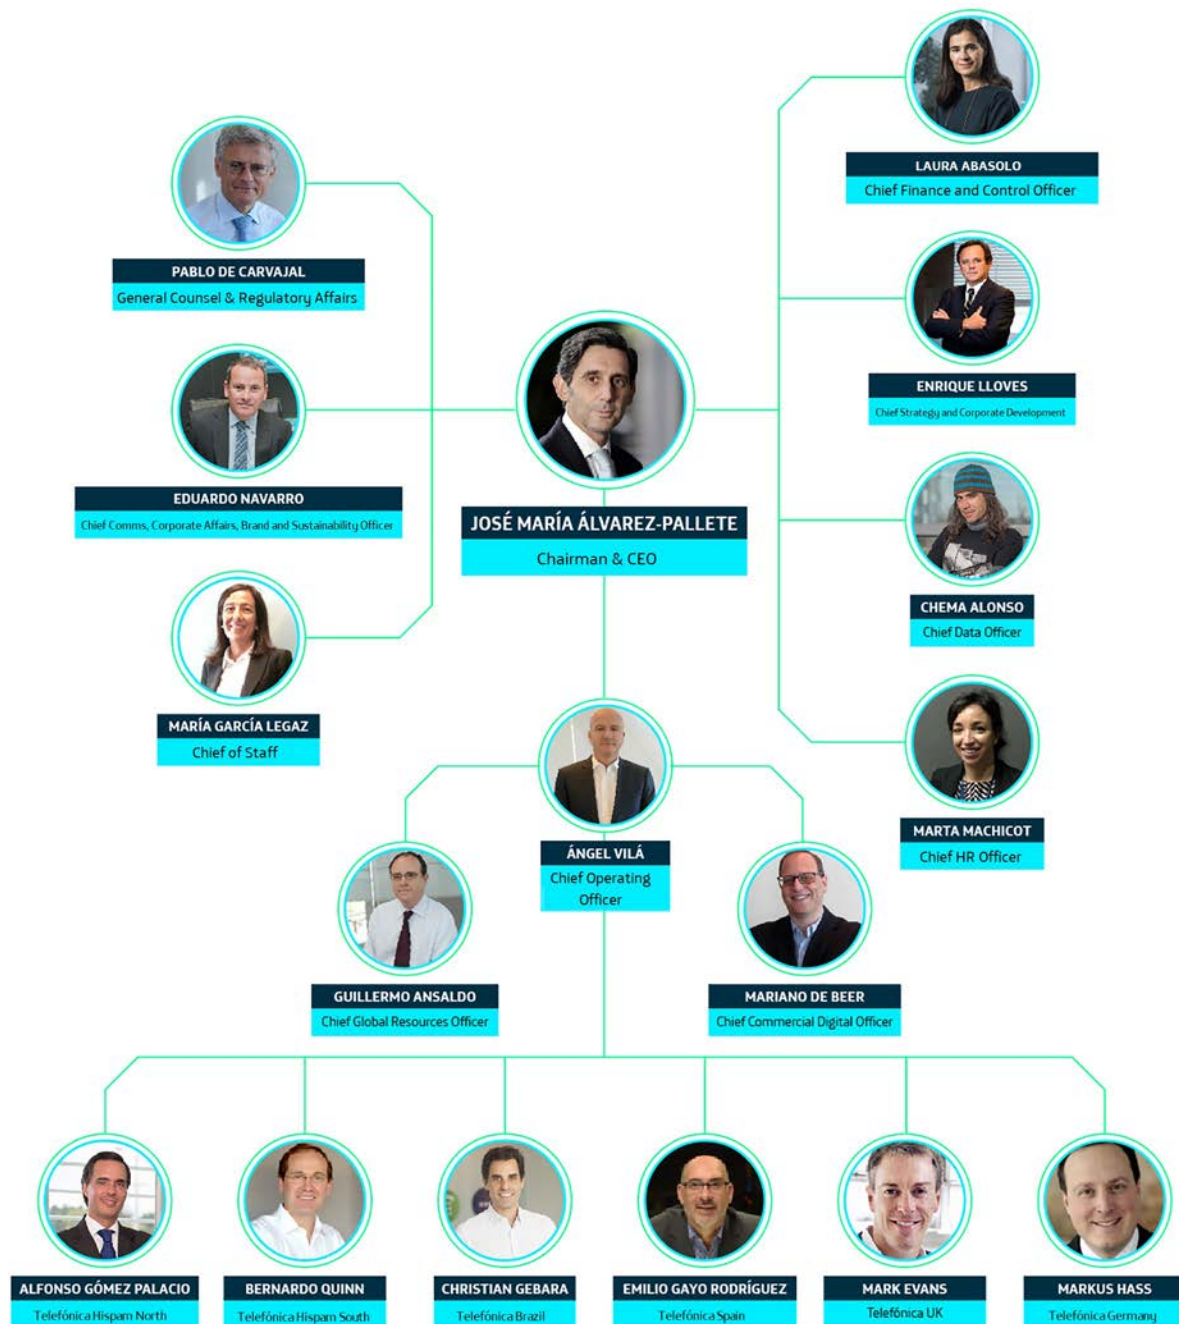 LAURA ABASOLO
Chief Finance and Control Officer
PABLO DE CARVAJAL
General Counsel & Regulatory Affairs
ENRIQUE LLOVES
Chief Strategy and Corporate Development
EDUARDO NAVARRO
Chief Comms, Corporate Affairs, Brand and Sustainability Officer
JOSÉ MARÍA ÁLVAREZ-PALLETE
Chairman & CEO
CHEMA ALONSO
Chief Data Officer
MARÍA GARCÍA LEGAZ
Chief of Staff
MARTA MACHICOT
Chief HR Officer
ÁNGEL VILÁ
Chief Operating
Officer
GUILLERMO ANSALDO
Chief Global Resources Officer
MARIANO DE BEER
Chief Commercial Digital Officer
ALFONSO GÓMEZ PALACIO
Telefónica Hispam North
BERNARDO QUINN
Telefónica Hispam South
CHRISTIAN GEBARA
Telefónica Brazil
EMILIO GAYO RODRÍGUEZ
Telefónica Spain
MARK EVANS
Telefónica UK
MARKUS HASS
Telefónica Germany